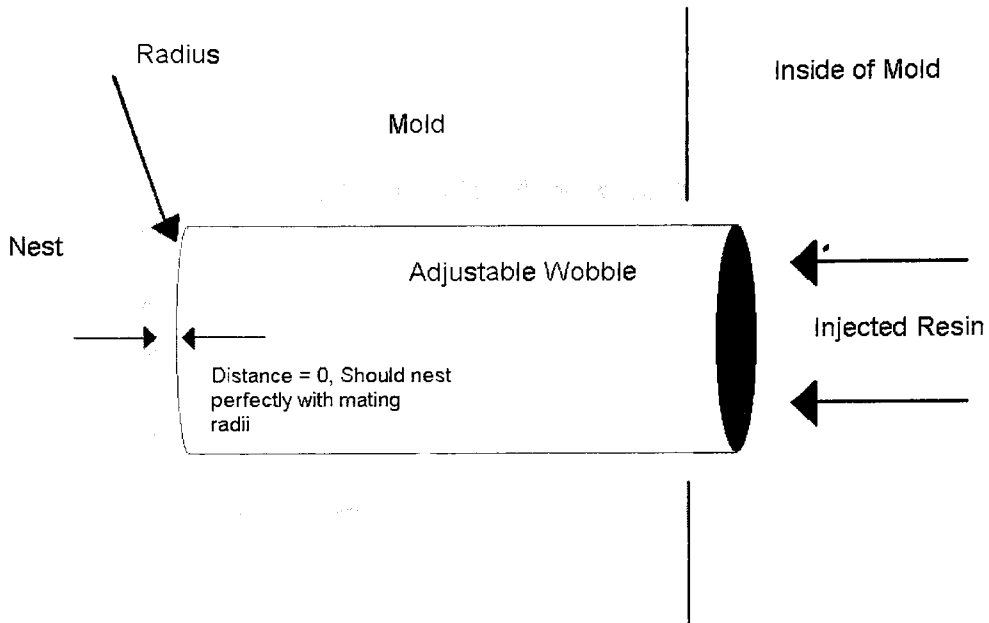 Radius
Inside of Mold
Mold
Nest
Adjustable Wobble
Injected Resin
Distance = 0, Should nest
perfectly with mating
radii